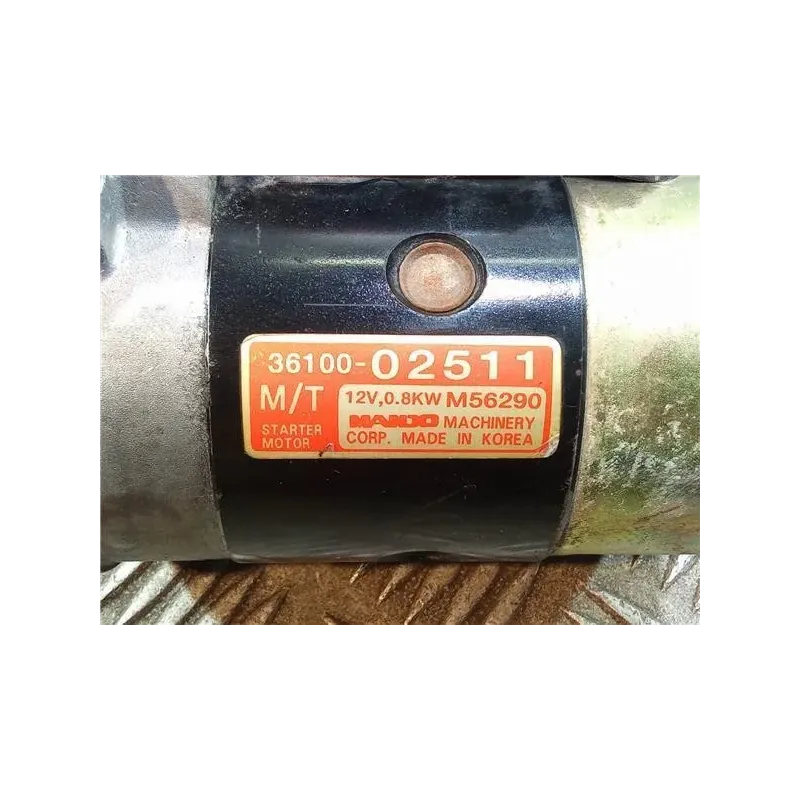 36100-02511
M/T 12V,0.8KW M56290
STARTER MOTOR
MANDO MACHINERY
CORP. MADE IN KOREA